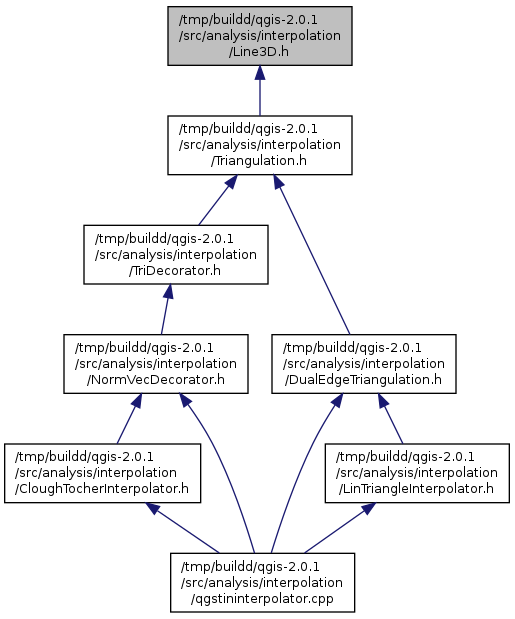 /tmp/buildd/qgis-2.0.1
/src/analysis/interpolation
/Line3D.h
/tmp/buildd/qgis-2.0.1
/src/analysis/interpolation
/Triangulation.h
/tmp/buildd/qgis-2.0.1
/src/analysis/interpolation
/TriDecorator.h
/tmp/buildd/qgis-2.0.1
/src/analysis/interpolation
/NormVecDecorator.h
/tmp/buildd/qgis-2.0.1
/src/analysis/interpolation
/DualEdgeTriangulation.h
/tmp/buildd/qgis-2.0.1
/src/analysis/interpolation
/CloughTocherInterpolator.h
/tmp/buildd/qgis-2.0.1
/src/analysis/interpolation
/LinTriangleInterpolator.h
/tmp/buildd/qgis-2.0.1
/src/analysis/interpolation
/qgstininterpolator.cpp